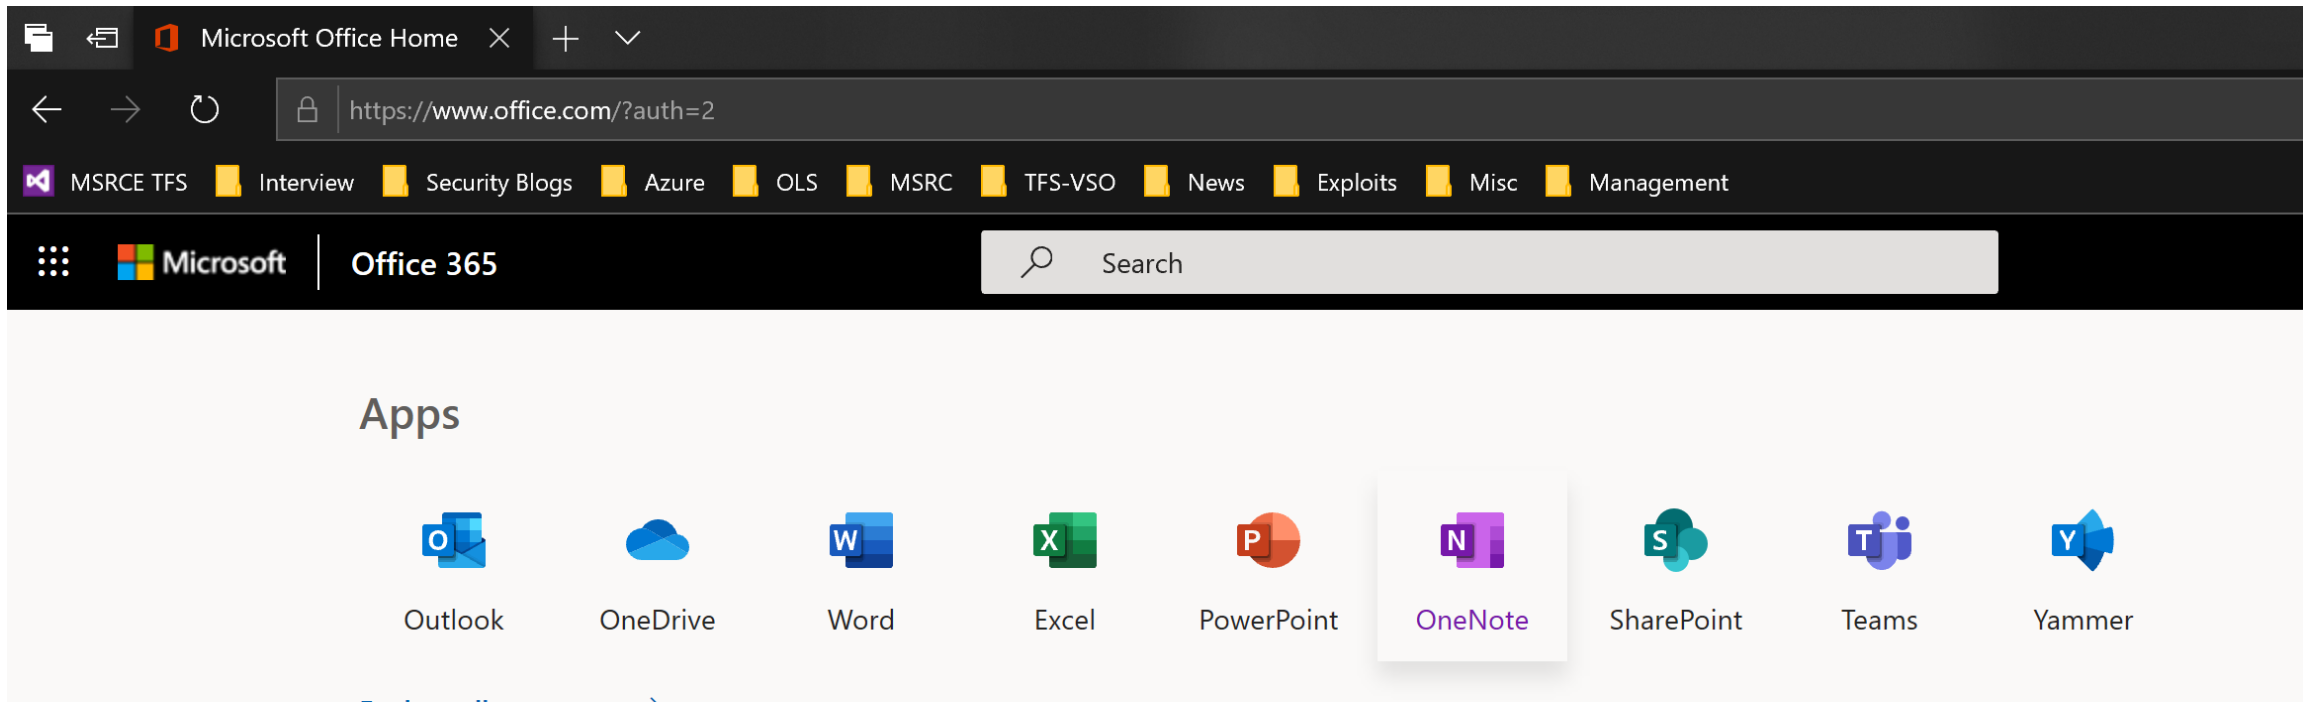 Microsoft Office Home
https://www.office.com/?auth=2
MSRCE TFS Interview Security Blogs Azure OLS MSRC TFS-VSO News Exploits Misc Management
Microsoft Office 365 Search
Apps
O W X P N S T Y
Outlook OneDrive Word Excel PowerPoint OneNote SharePoint Teams Yammer